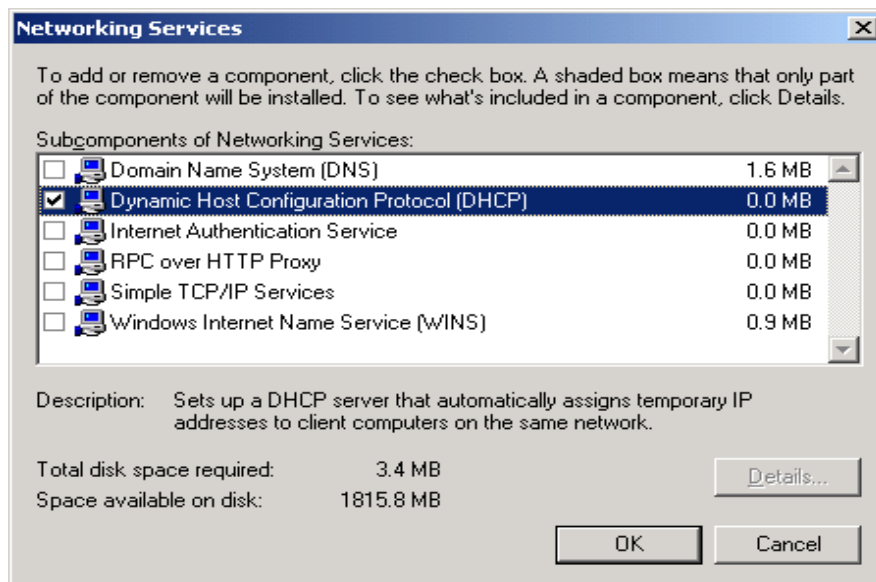 Networking Services
To add or remove a component, click the check box. A shaded box means that only part
of the component will be installed. To see what's included in a component, click Details.
Subcomponents of Networking Services:
Domain Name System (DNS) 1.6 MB
Dynamic Host Configuration Protocol (DHCP) 0.0 MB
Internet Authentication Service 0.0 MB
RPC over HTTP Proxy 0.0 MB
Simple TCP/IP Services 0.0 MB
Windows Internet Name Service (WINS) 0.9 MB
Description: Sets up a DHCP server that automatically assigns temporary IP
addresses to client computers on the same network.
Total disk space required: 3.4 MB
Details...
Space available on disk: 1815.8 MB
OK Cancel